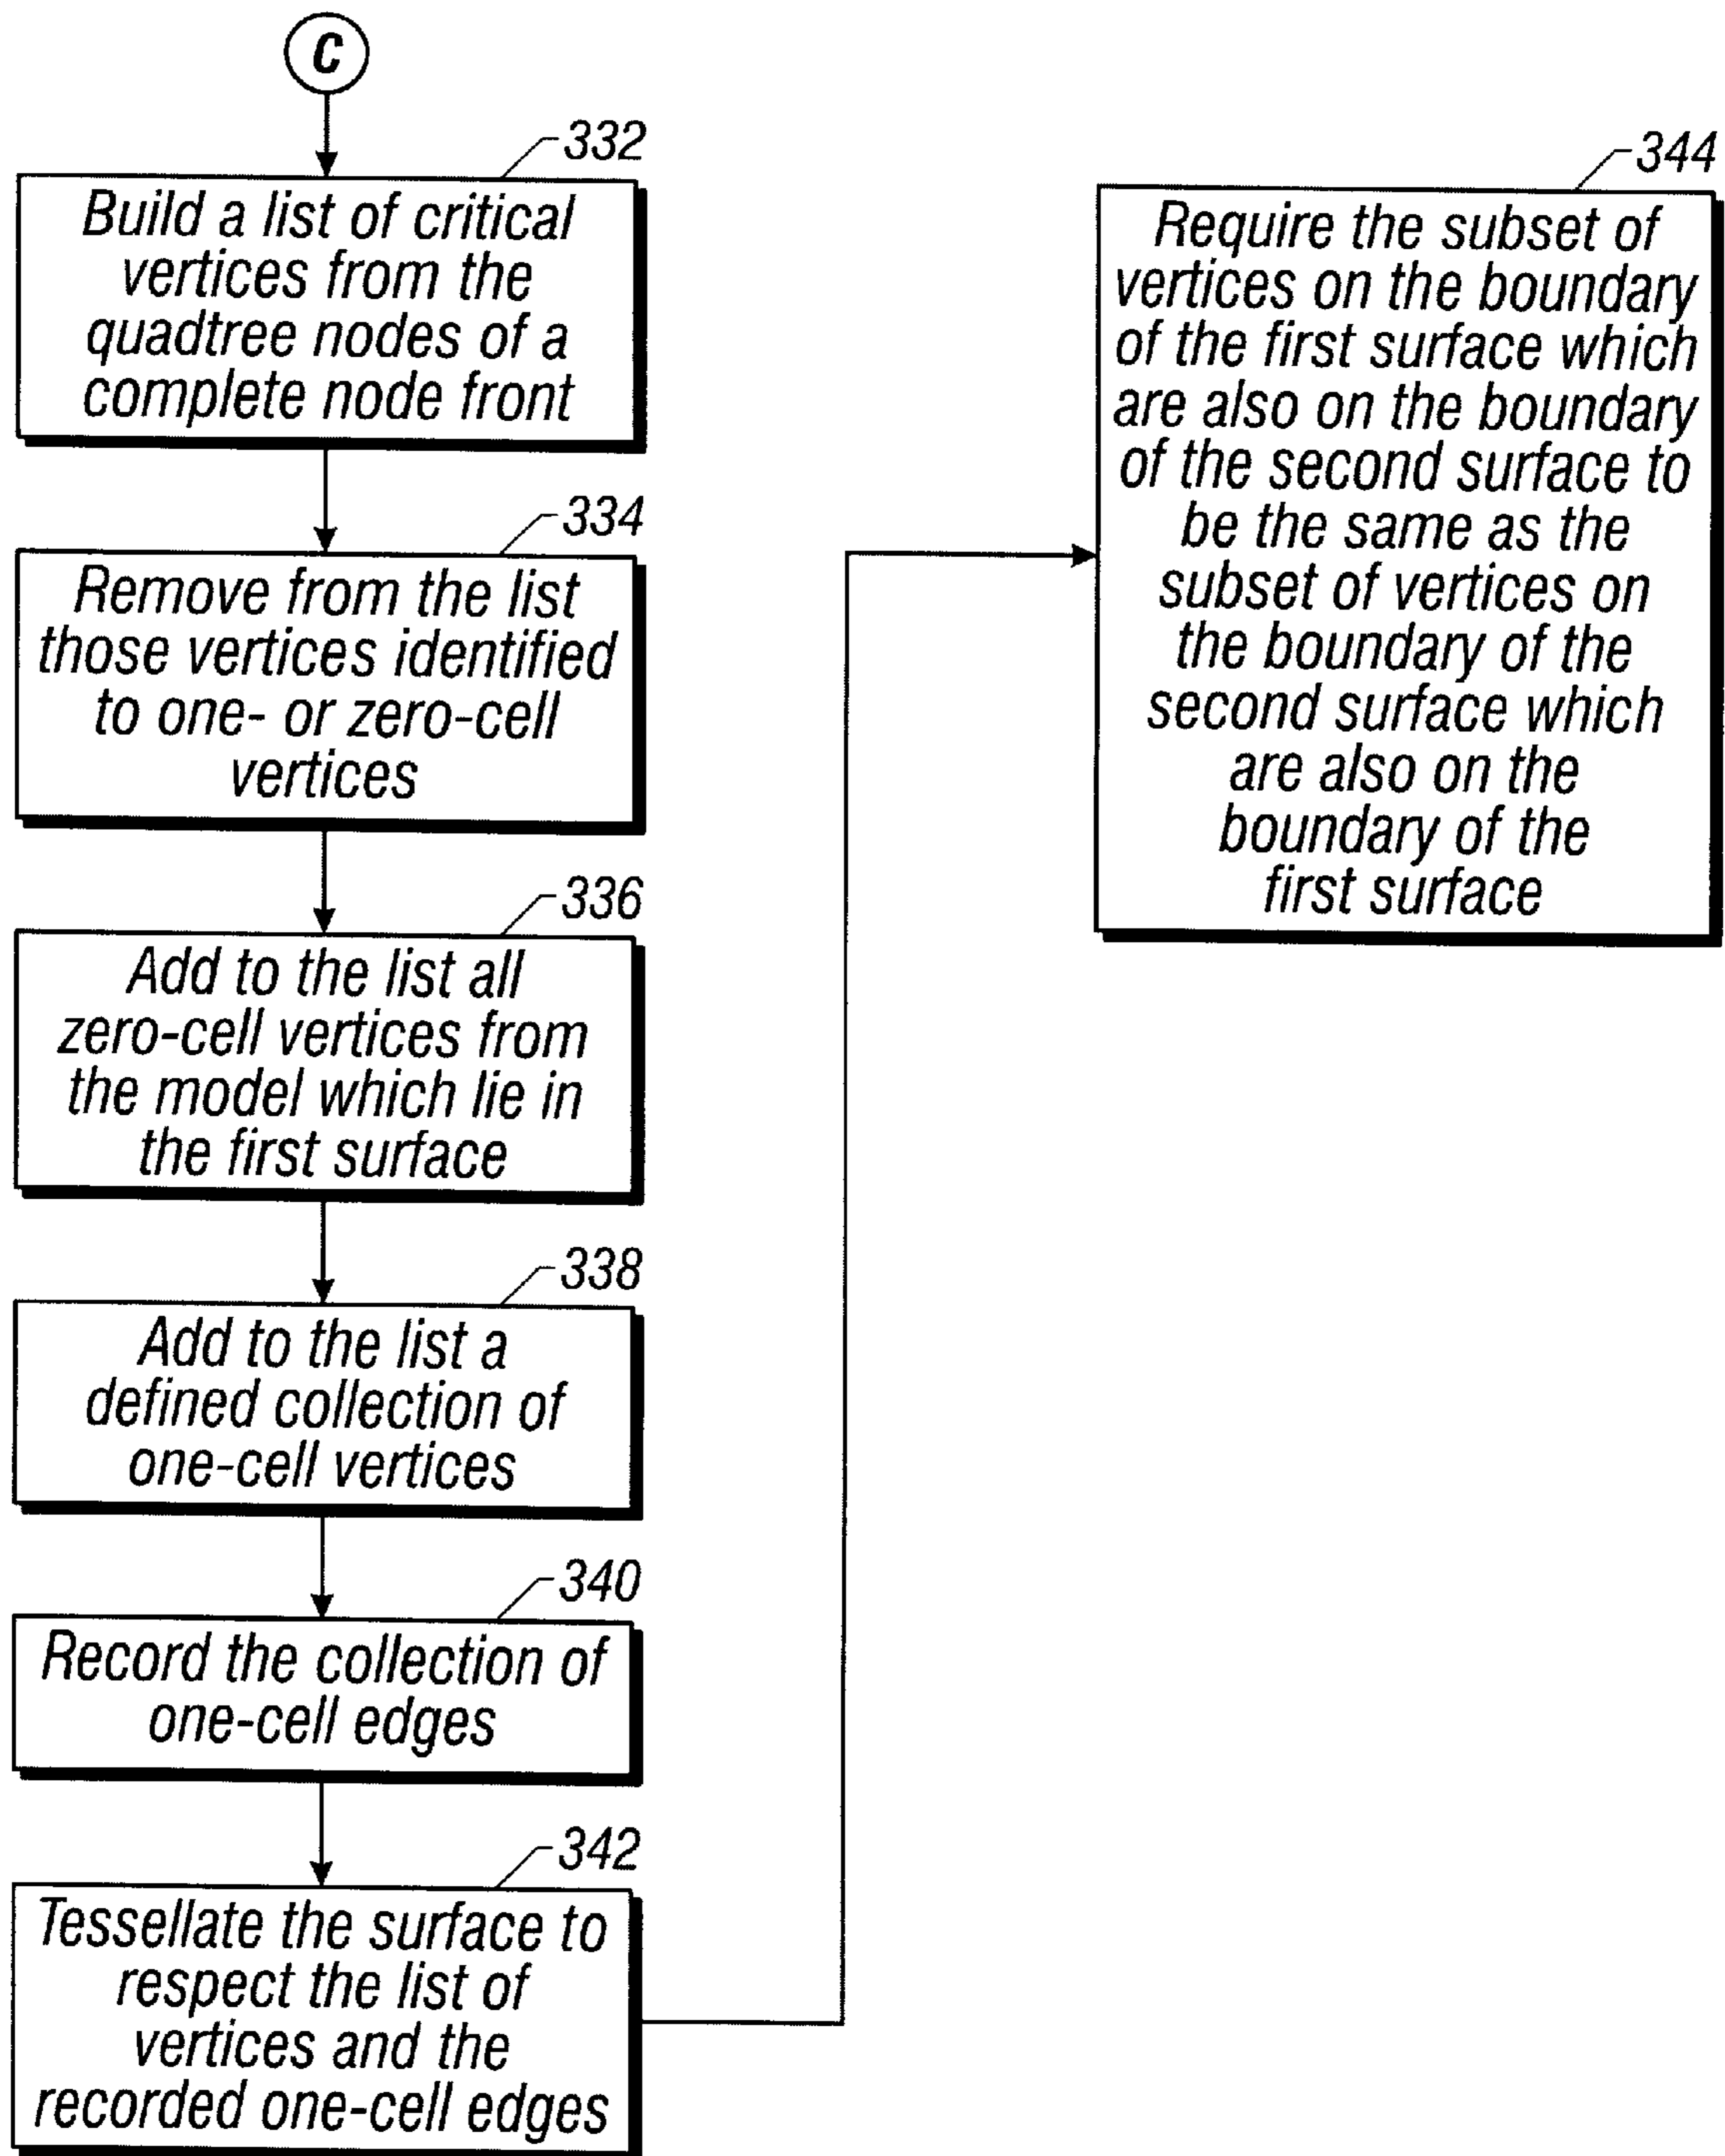 C
332
Build a list of critical
vertices from the
quadtree nodes of a
complete node front
334
Remove from the list
those vertices identified
to one- or zero-cell
vertices
336
Add to the list all
zero-cell vertices from
the model which lie in
the first surface
338
Add to the list a
defined collection of
one-cell vertices
340
Record the collection of
one-cell edges
342
Tessellate the surface to
respect the list of
vertices and the
recorded one-cell edges
344
Require the subset of
vertices on the boundary
of the first surface which
are also on the boundary
of the second surface to
be the same as the
subset of vertices on
the boundary of the
second surface which
are also on the
boundary of the
first surface